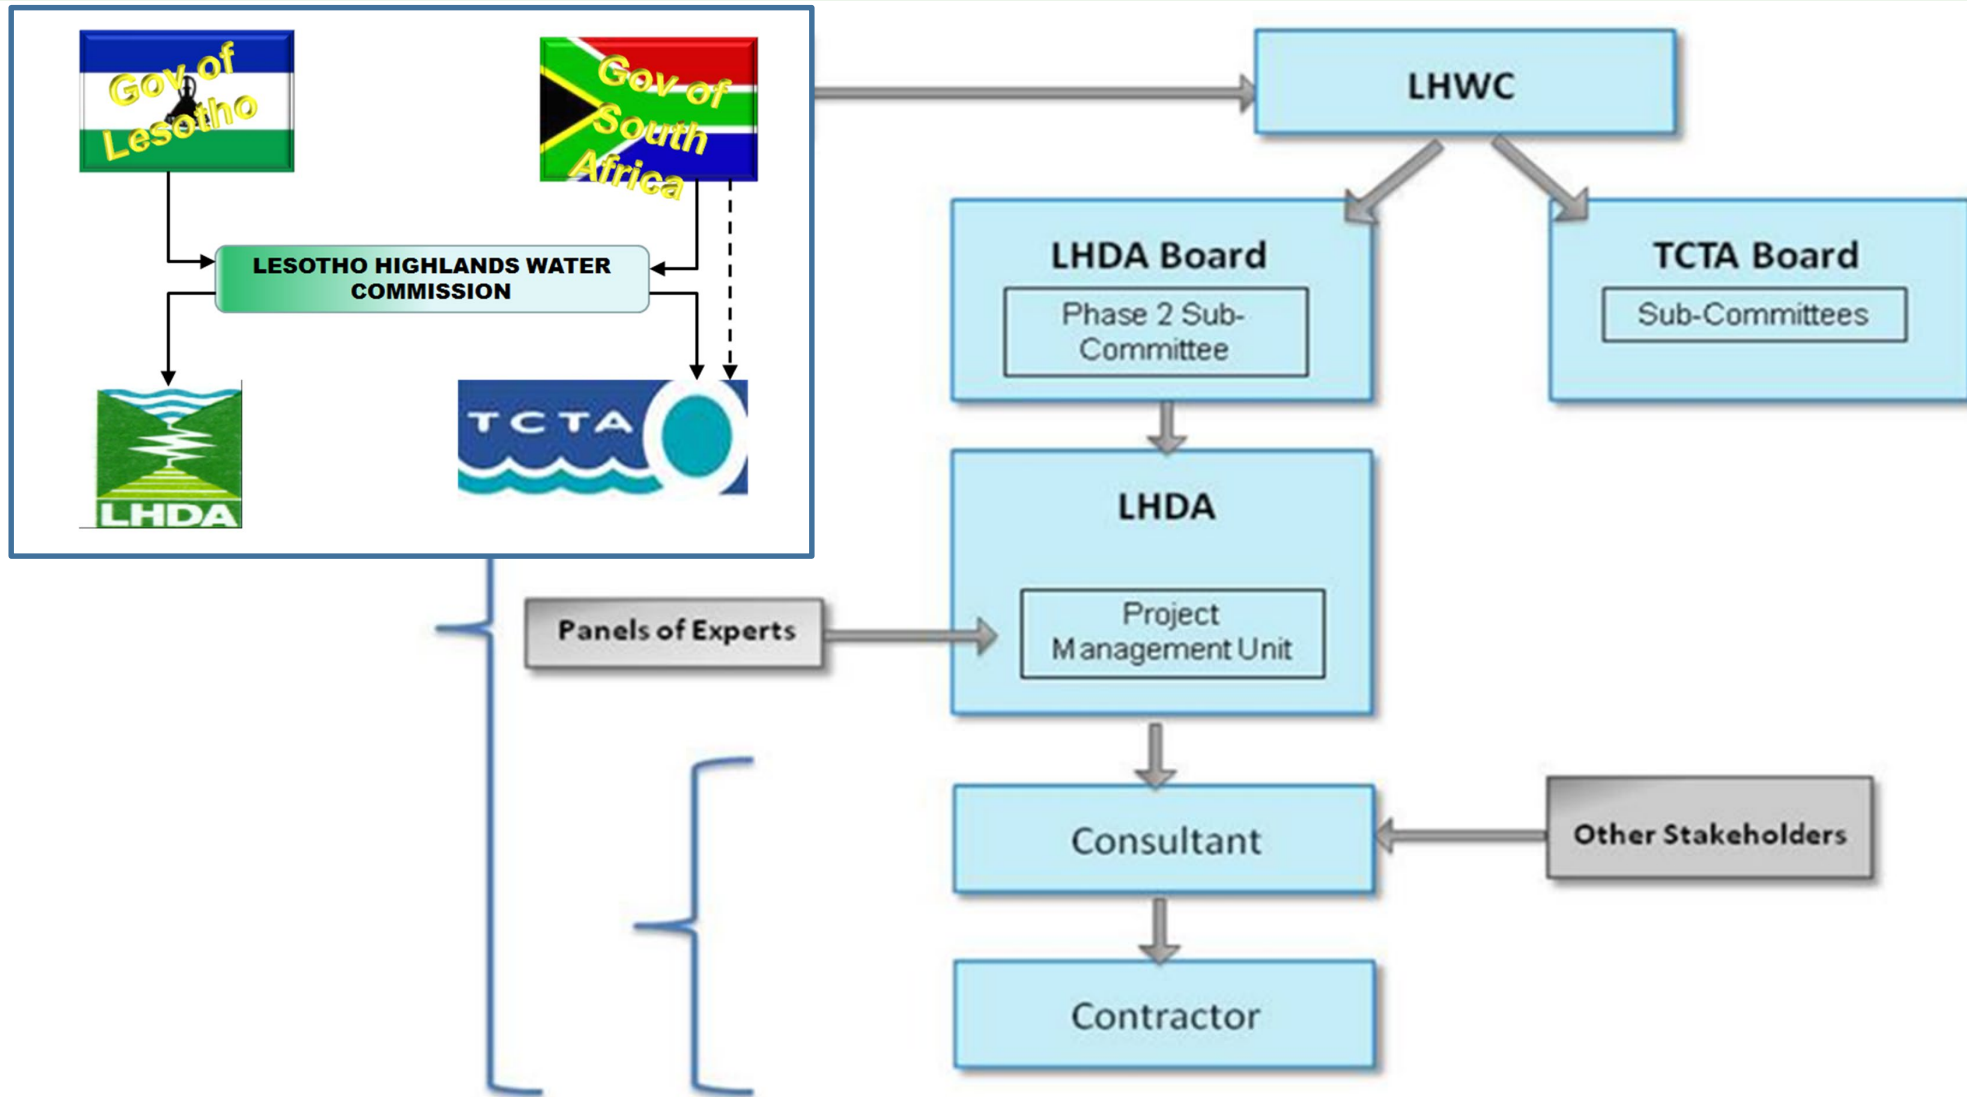 Gov of
Lesotho
Gov of
South
Africa
LESOTHO HIGHLANDS WATER
COMMISSION
LHDA
TCTA
LHWC
LHDA Board
Phase 2 Sub-
Committee
TCTA Board
Sub-Committees
LHDA
Project
Management Unit
Panels of Experts
Consultant
Other Stakeholders
Contractor